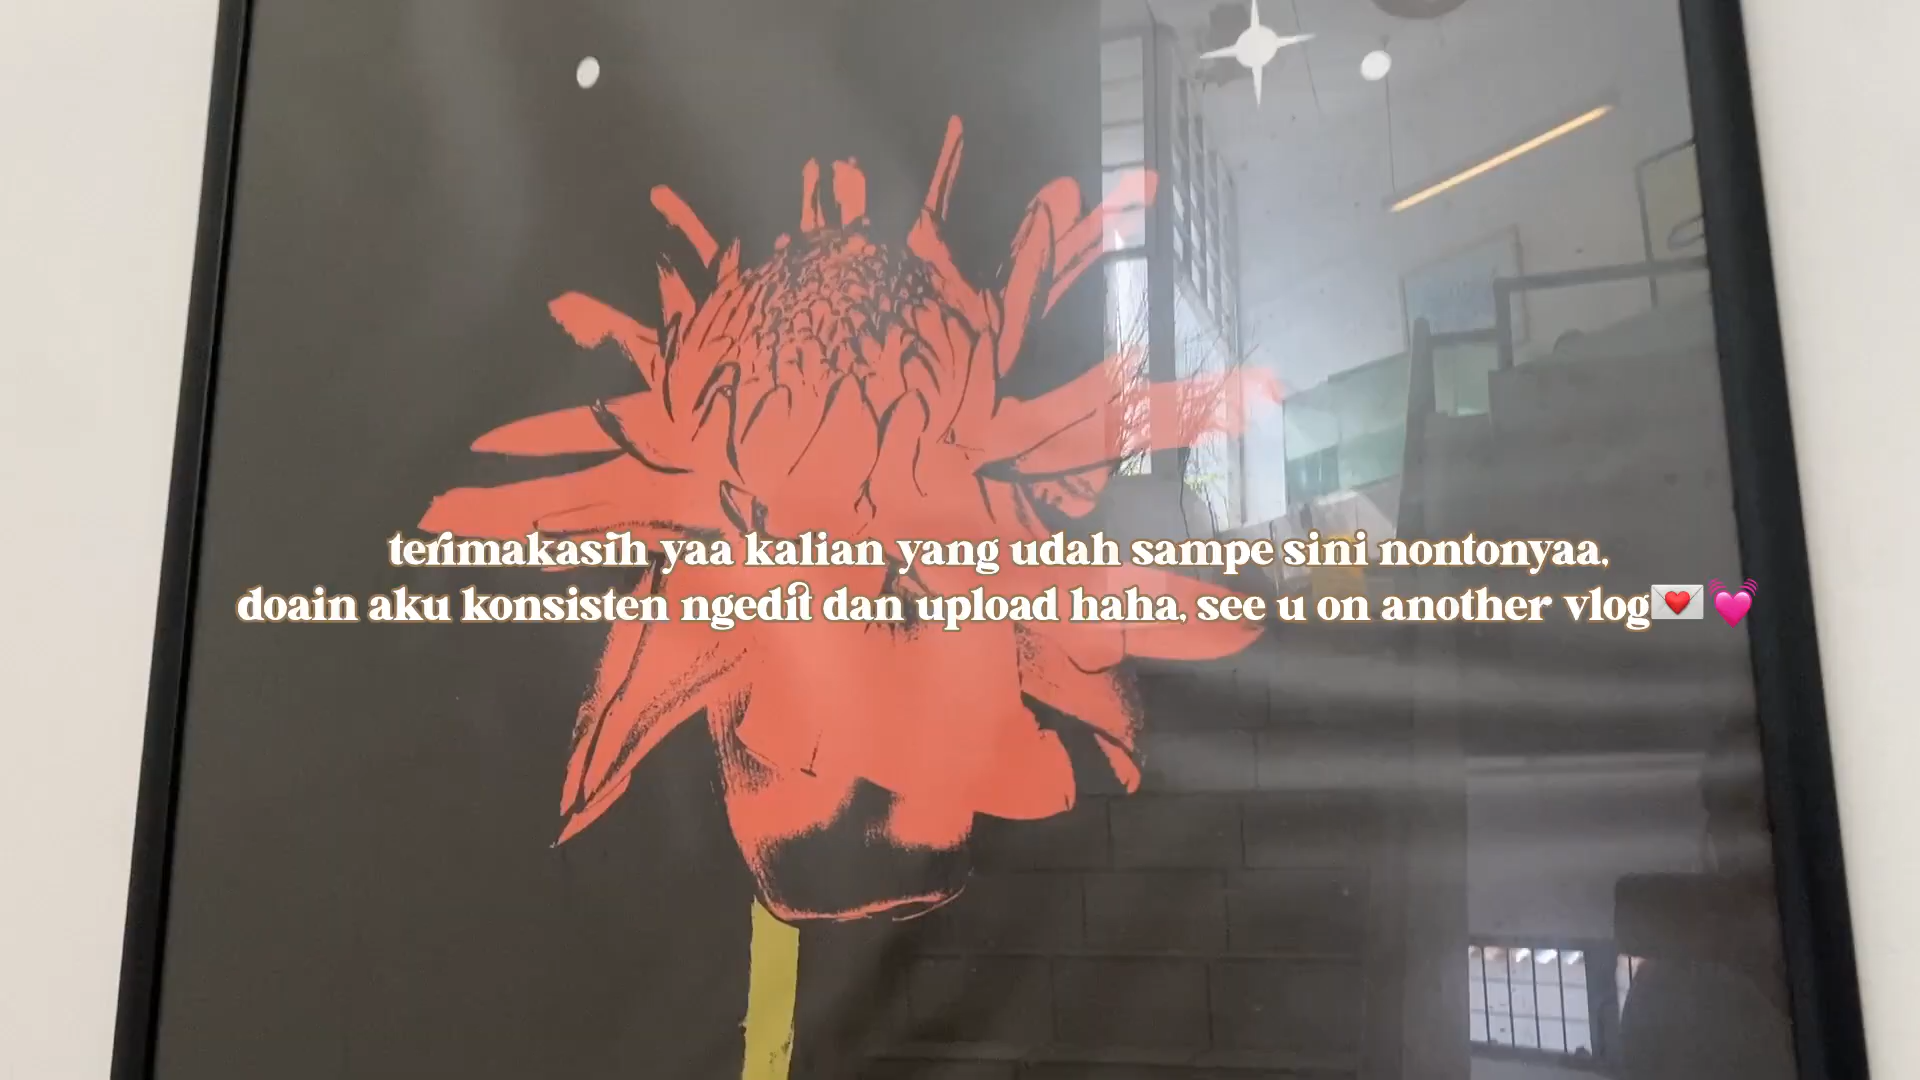 terimakasih yaa kalian yang udah sampe sini nontonyaa,
doain aku konsisten ngedit dan upload haha, see u on another vlog💌💓